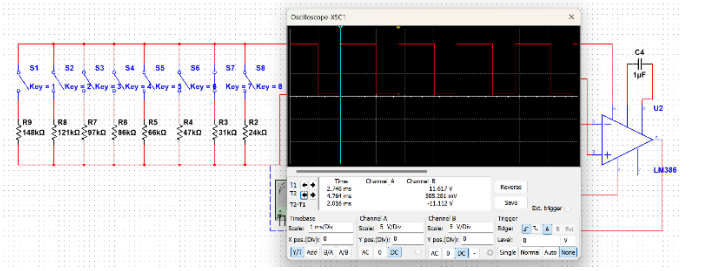 Oscilloscope-XSC1
S1 S2 S3 S4 S5 S6 S7 S8
Key = 1 Key = 2 Key = 3 Key = 4 Key = 5 Key = 6 Key = 7 Key = 8
R9 R8 R7 R6 R5 R4 R3 R2
148kΩ 121kΩ 97kΩ 86kΩ 66kΩ 47kΩ 31kΩ 24kΩ
C4
1µF
U2
LM386
Time Channel_A Channel_B
T1 2.748 ms 11.617 V
T2 4.764 ms 505.281 mV
T2-T1 2.016 ms -11.112 V
Reverse
Save
Ext. trigger
Timebase Channel A Channel B Trigger
Scale: 1 ms/Div Scale: 5 V/Div Scale: 5 V/Div Edge: A B Ext
X pos.(Div): 0 Y pos.(Div): 0 Y pos.(Div): 0 Level: 0 V
Y/T Add B/A A/B AC 0 DC AC 0 DC - Single Normal Auto None